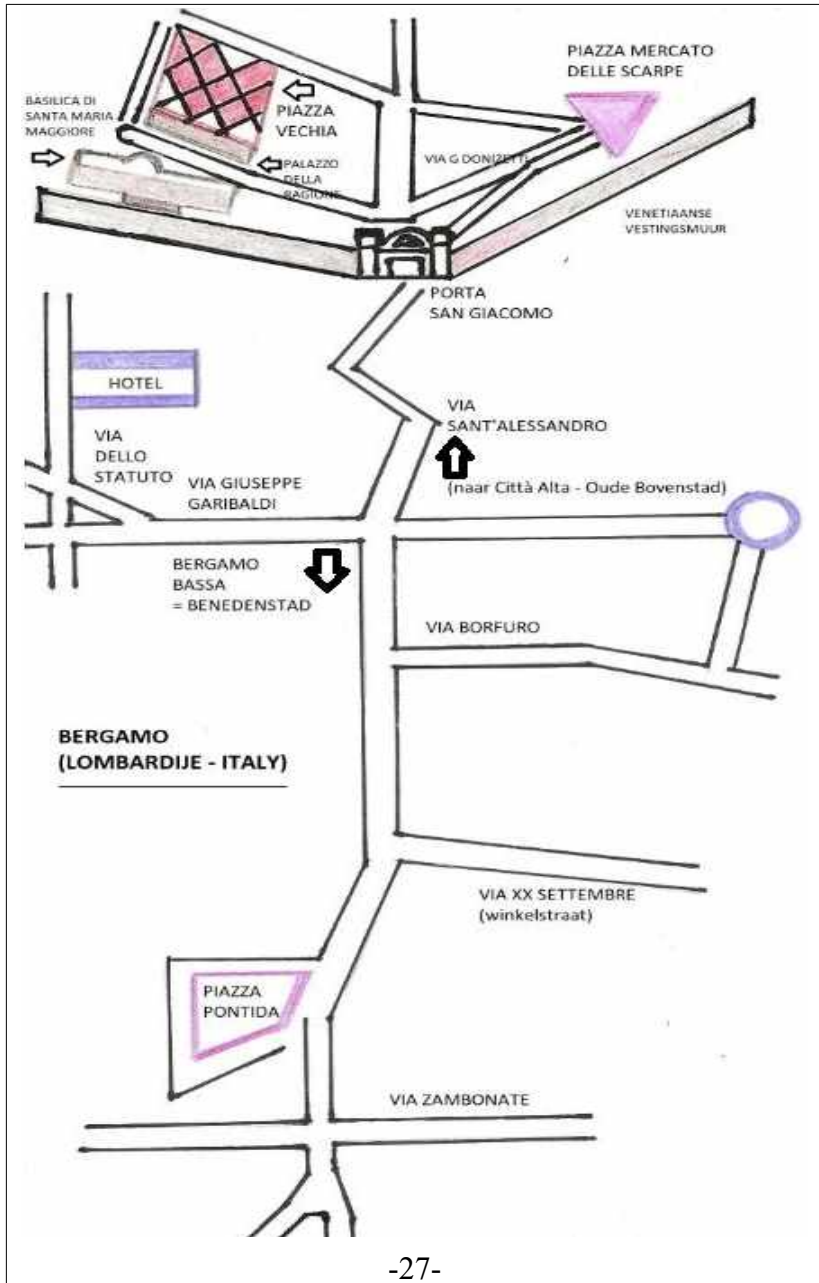 PIAZZA MERCATO
DELLE SCARPE
BASILICA DI
SANTA MARIA
MAGGIORE
PIAZZA
VECHIA
PALAZZO
DELLA
RAGIONE
VIA G DONIZETTI
VENETIAANSE
VESTINGSMUUR
PORTA
SAN GIACOMO
HOTEL
VIA
DELLO
STATUTO
VIA
SANT'ALESSANDRO
(naar Città Alta - Oude Bovenstad)
VIA GIUSEPPE
GARIBALDI
BERGAMO
BASSA
= BENEDENSTAD
VIA BORFURO
BERGAMO
(LOMBARDIJE - ITALY)
VIA XX SETTEMBRE
(winkelstraat)
PIAZZA
PONTIDA
VIA ZAMBONATE
-27-